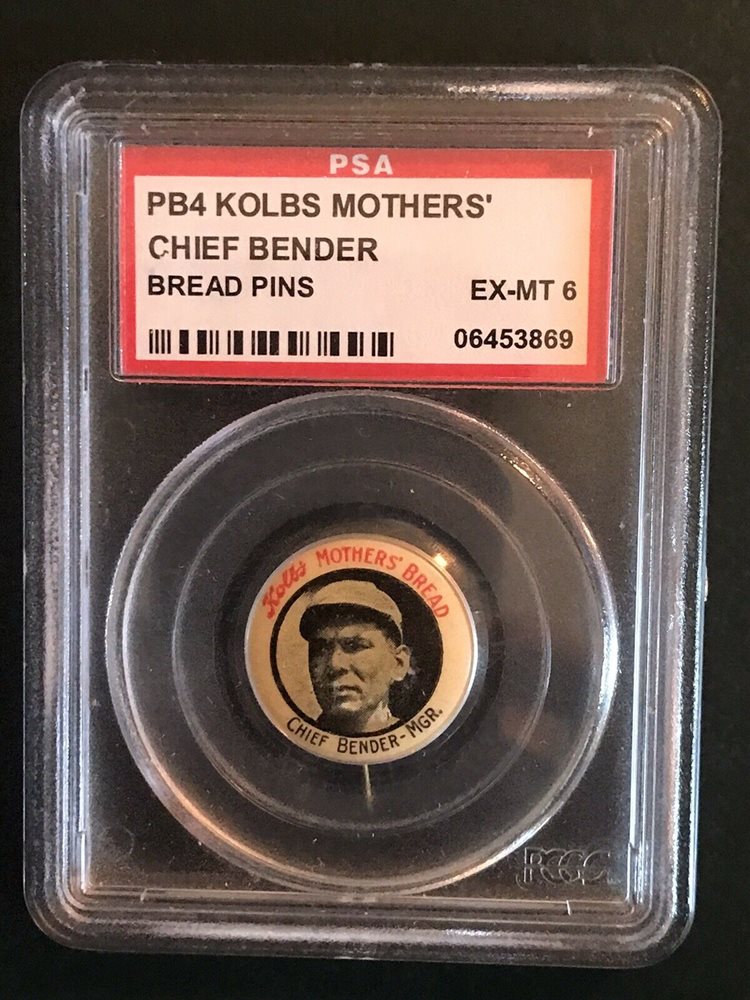 PSA
PB4 KOLBS MOTHERS'
CHIEF BENDER
BREAD PINS EX-MT 6
06453869
Kolb's MOTHERS' BREAD
CHIEF BENDER-MGR.